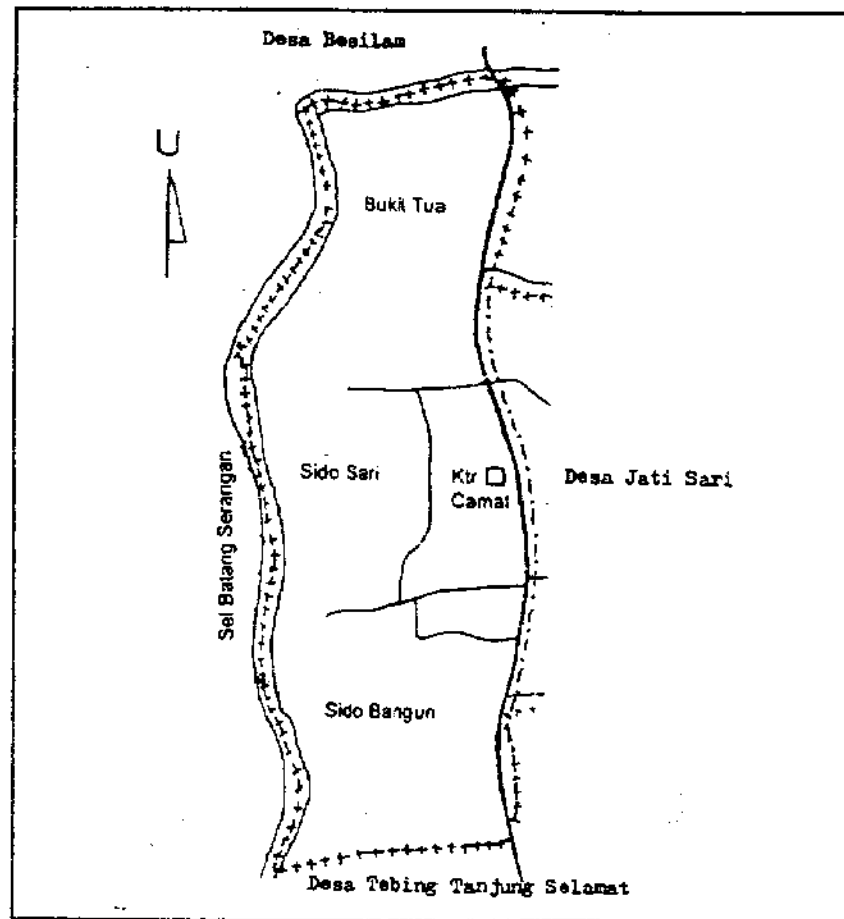 Desa Besilam
U
Bukit Tua
Sido Sari
Ktr
Camat
Desa Jati Sari
Sei Batang Serangan
Sido Bangun
Desa Tebing Tanjung Selamat